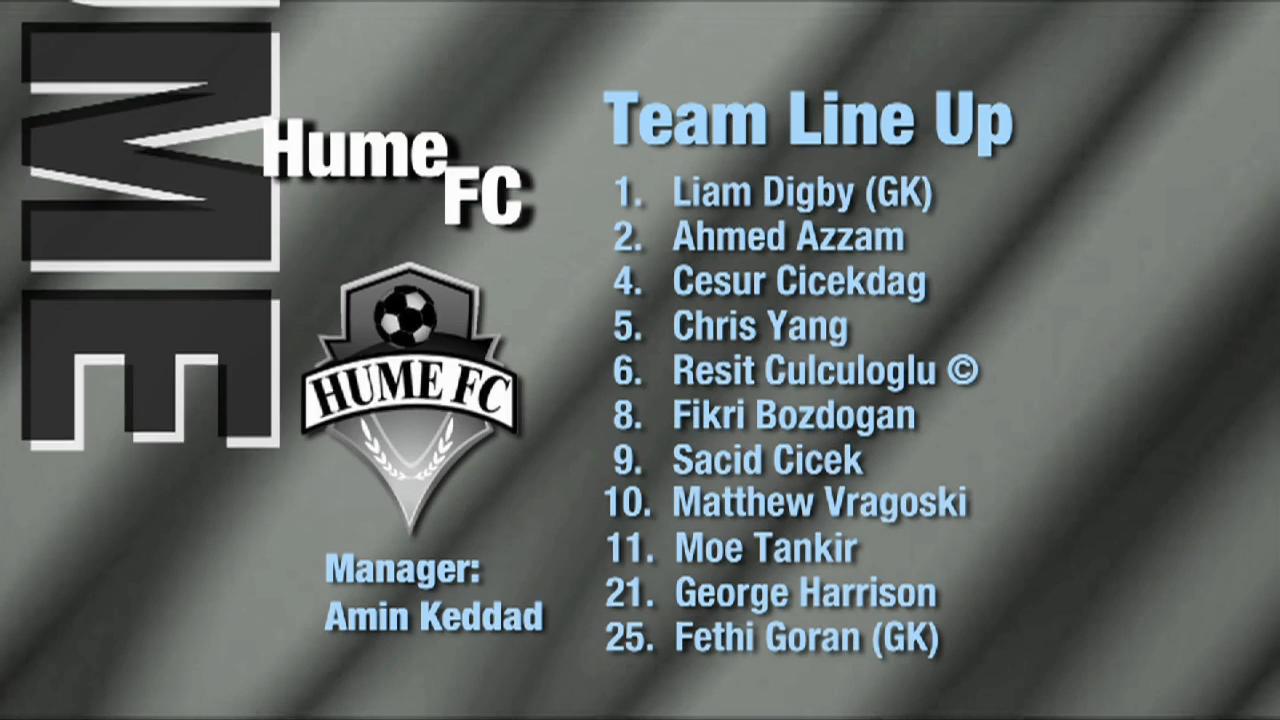 UME
Hume
FC
HUME FC
Manager:
Amin Keddad
Team Line Up
1. Liam Digby (GK)
2. Ahmed Azzam
4. Cesur Cicekdag
5. Chris Yang
6. Resit Culculoglu ©
8. Fikri Bozdogan
9. Sacid Cicek
10. Matthew Vragoski
11. Moe Tankir
21. George Harrison
25. Fethi Goran (GK)